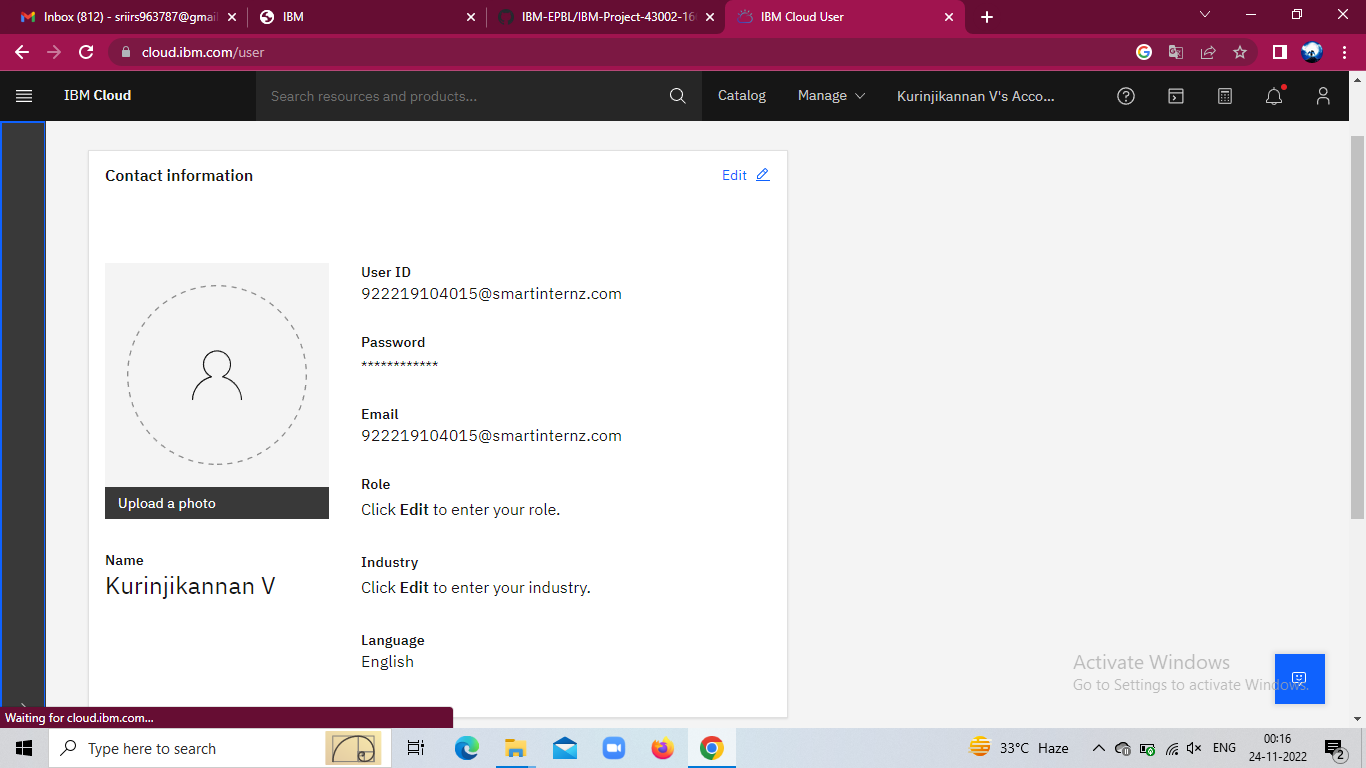 Inbox (812) - sriirs963787@gmai
IBM
IBM-EPBL/IBM-Project-43002-16
IBM Cloud User
cloud.ibm.com/user
IBM Cloud
Search resources and products...
Catalog
Manage
Kurinjikannan V's Acco...
Contact information
Edit
User ID
922219104015@smartinternz.com
Password
************
Email
922219104015@smartinternz.com
Role
Click Edit to enter your role.
Upload a photo
Name
Kurinjikannan V
Industry
Click Edit to enter your industry.
Language
English
Activate Windows
Go to Settings to activate Windows.
Waiting for cloud.ibm.com...
Type here to search
33°C Haze
ENG
00:16
24-11-2022
2